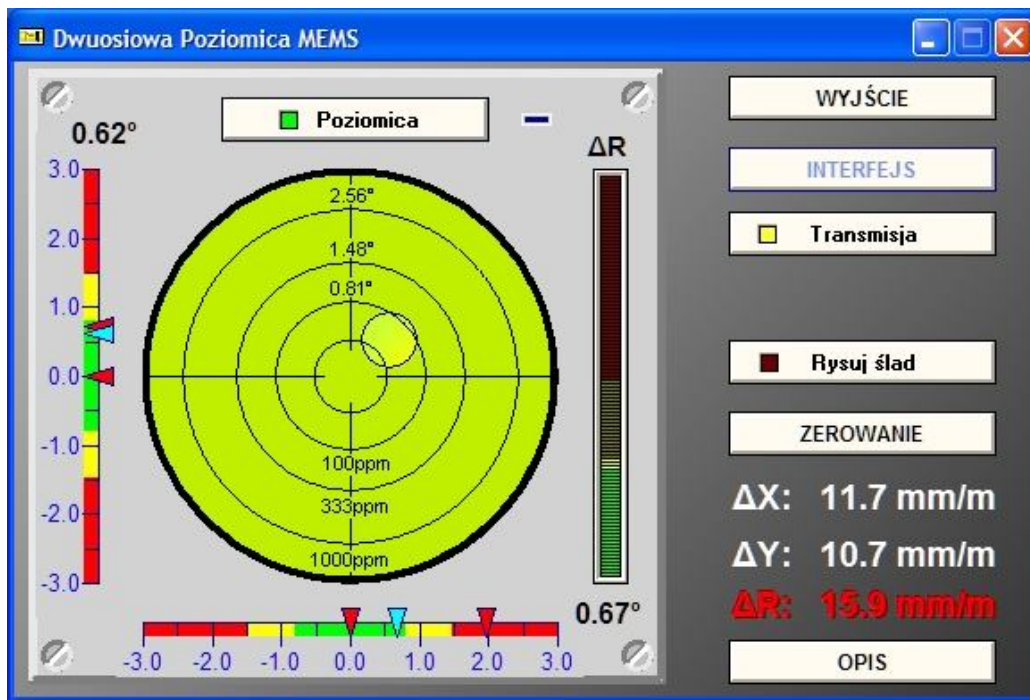 Dwuosiowa Poziomica MEMS
Poziomica
0.62°
ΔR
3.0
2.0
1.0
0.0
-1.0
-2.0
-3.0
2.56°
1.48°
0.81°
100ppm
333ppm
1000ppm
0.67°
-3.0 -2.0 -1.0 0.0 1.0 2.0 3.0
WYJŚCIE
INTERFEJS
Transmisja
Rysuj ślad
ZEROWANIE
ΔX: 11.7 mm/m
ΔY: 10.7 mm/m
ΔR: 15.9 mm/m
OPIS